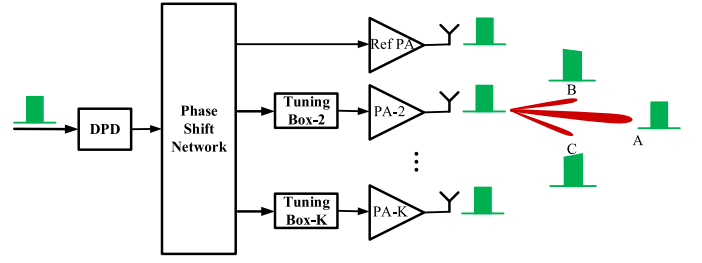 DPD
Phase
Shift
Network
Ref PA
Tuning
Box-2
PA-2
Tuning
Box-K
PA-K
B
A
C